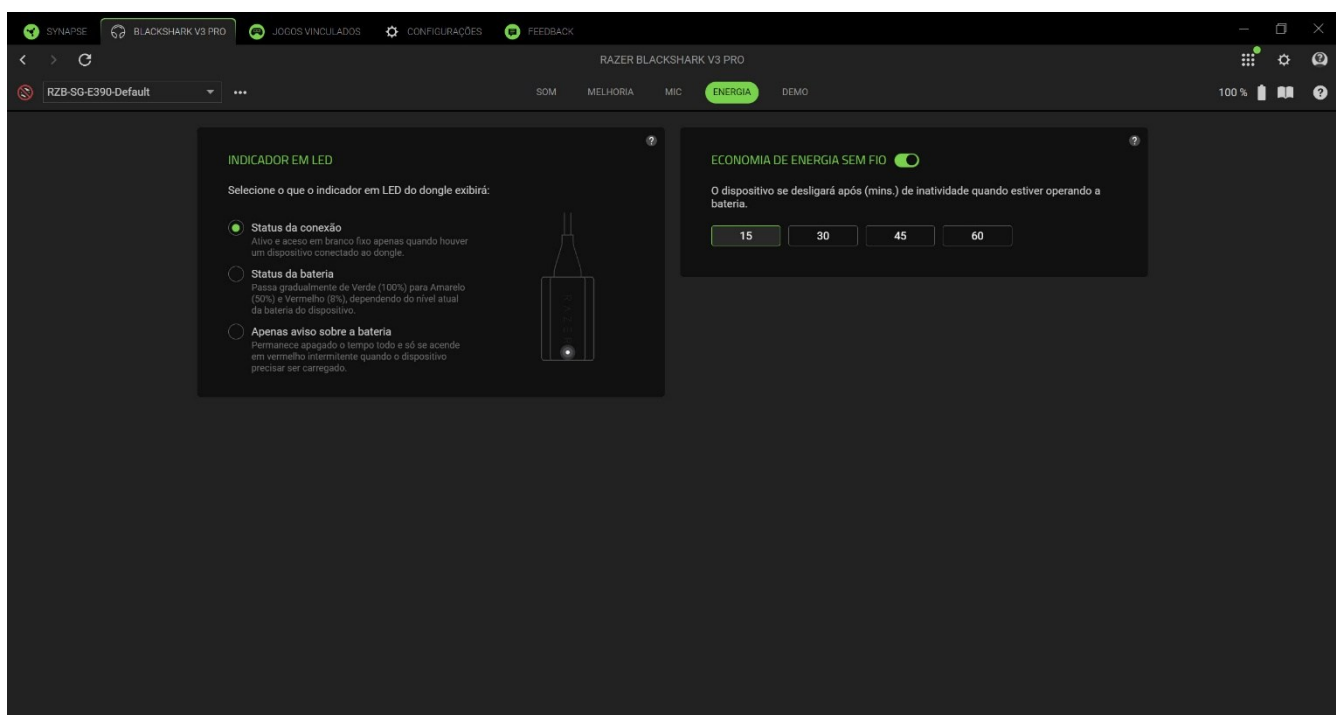 SYNAPSE
BLACKSHARK V3 PRO
JOGOS VINCULADOS
CONFIGURAÇÕES
FEEDBACK
RAZER BLACKSHARK V3 PRO
RZB-SG-E390-Default
SOM
MELHORIA
MIC
ENERGIA
DEMO
100 %
INDICADOR EM LED
Selecione o que o indicador em LED do dongle exibirá:
Status da conexão
Ativo e aceso em branco fixo apenas quando houver
um dispositivo conectado ao dongle.
Status da bateria
Passa gradualmente de Verde (100%) para Amarelo
(50%) e Vermelho (8%), dependendo do nível atual
da bateria do dispositivo.
Apenas aviso sobre a bateria
Permanece apagado o tempo todo e só se acende
em vermelho intermitente quando o dispositivo
precisar ser carregado.
RAZER
ECONOMIA DE ENERGIA SEM FIO
O dispositivo se desligará após (mins.) de inatividade quando estiver operando a
bateria.
15
30
45
60